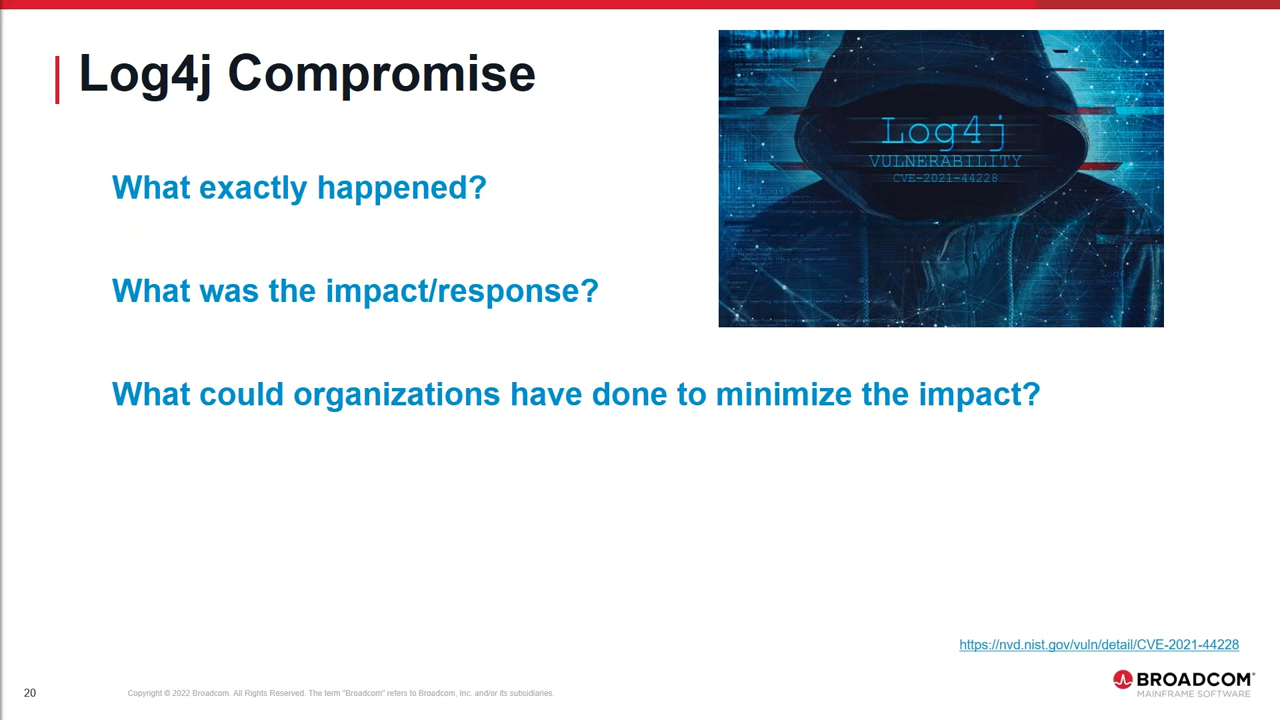 Log4j Compromise
Log4j
VULNERABILITY
CVE-2021-44228
What exactly happened?
What was the impact/response?
What could organizations have done to minimize the impact?
https://nvd.nist.gov/vuln/detail/CVE-2021-44228
20
Copyright © 2022 Broadcom. All Rights Reserved. The term "Broadcom" refers to Broadcom, Inc. and/or its subsidiaries.
BROADCOM®
MAINFRAME SOFTWARE